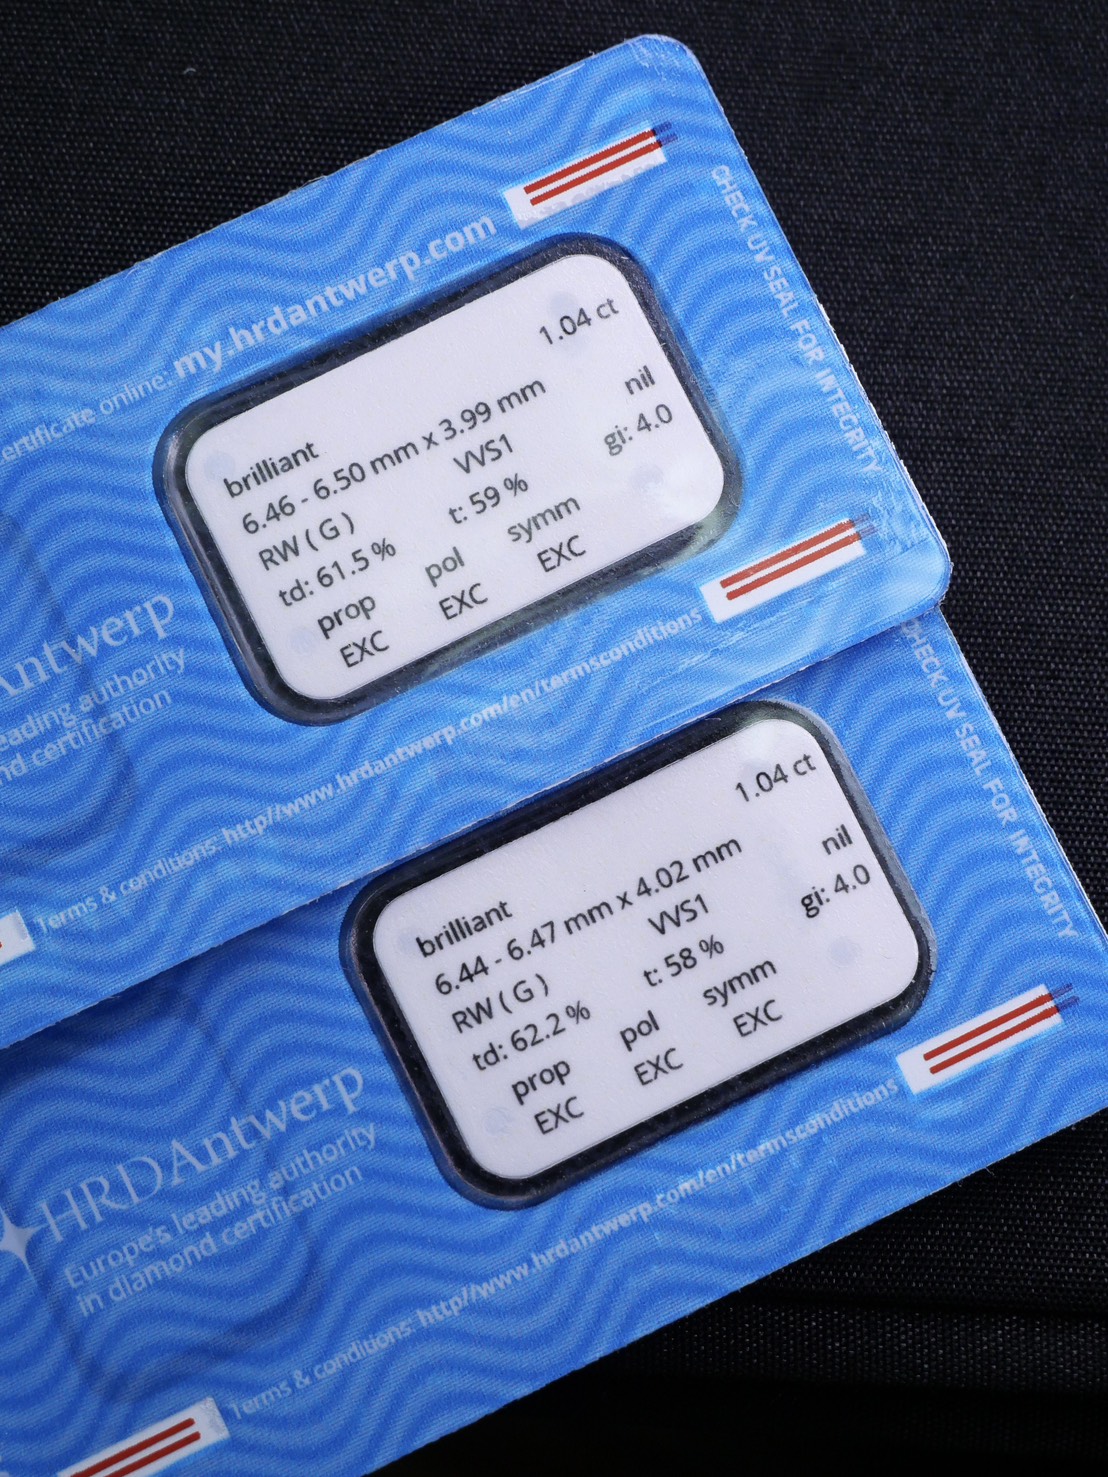 certificate online: my.hrdantwerp.com
CHECK UV SEAL FOR INTEGRITY
1.04 ct
brilliant
6.46 - 6.50 mm x 3.99 mm nil
RW ( G ) VVS1 gi: 4.0
td: 61.5 % t: 59 %
prop pol symm
EXC EXC EXC
Antwerp
leading authority
nd certification
Terms & conditions: http//www.hrdantwerp.com/en/termsconditions
CHECK UV SEAL FOR INTEGRITY
1.04 ct
brilliant
6.44 - 6.47 mm x 4.02 mm nil
RW ( G ) VVS1 gi: 4.0
td: 62.2 % t: 58 %
prop pol symm
EXC EXC EXC
HRDAntwerp
Europe's leading authority
in diamond certification
Terms & conditions: http//www.hrdantwerp.com/en/termsconditions